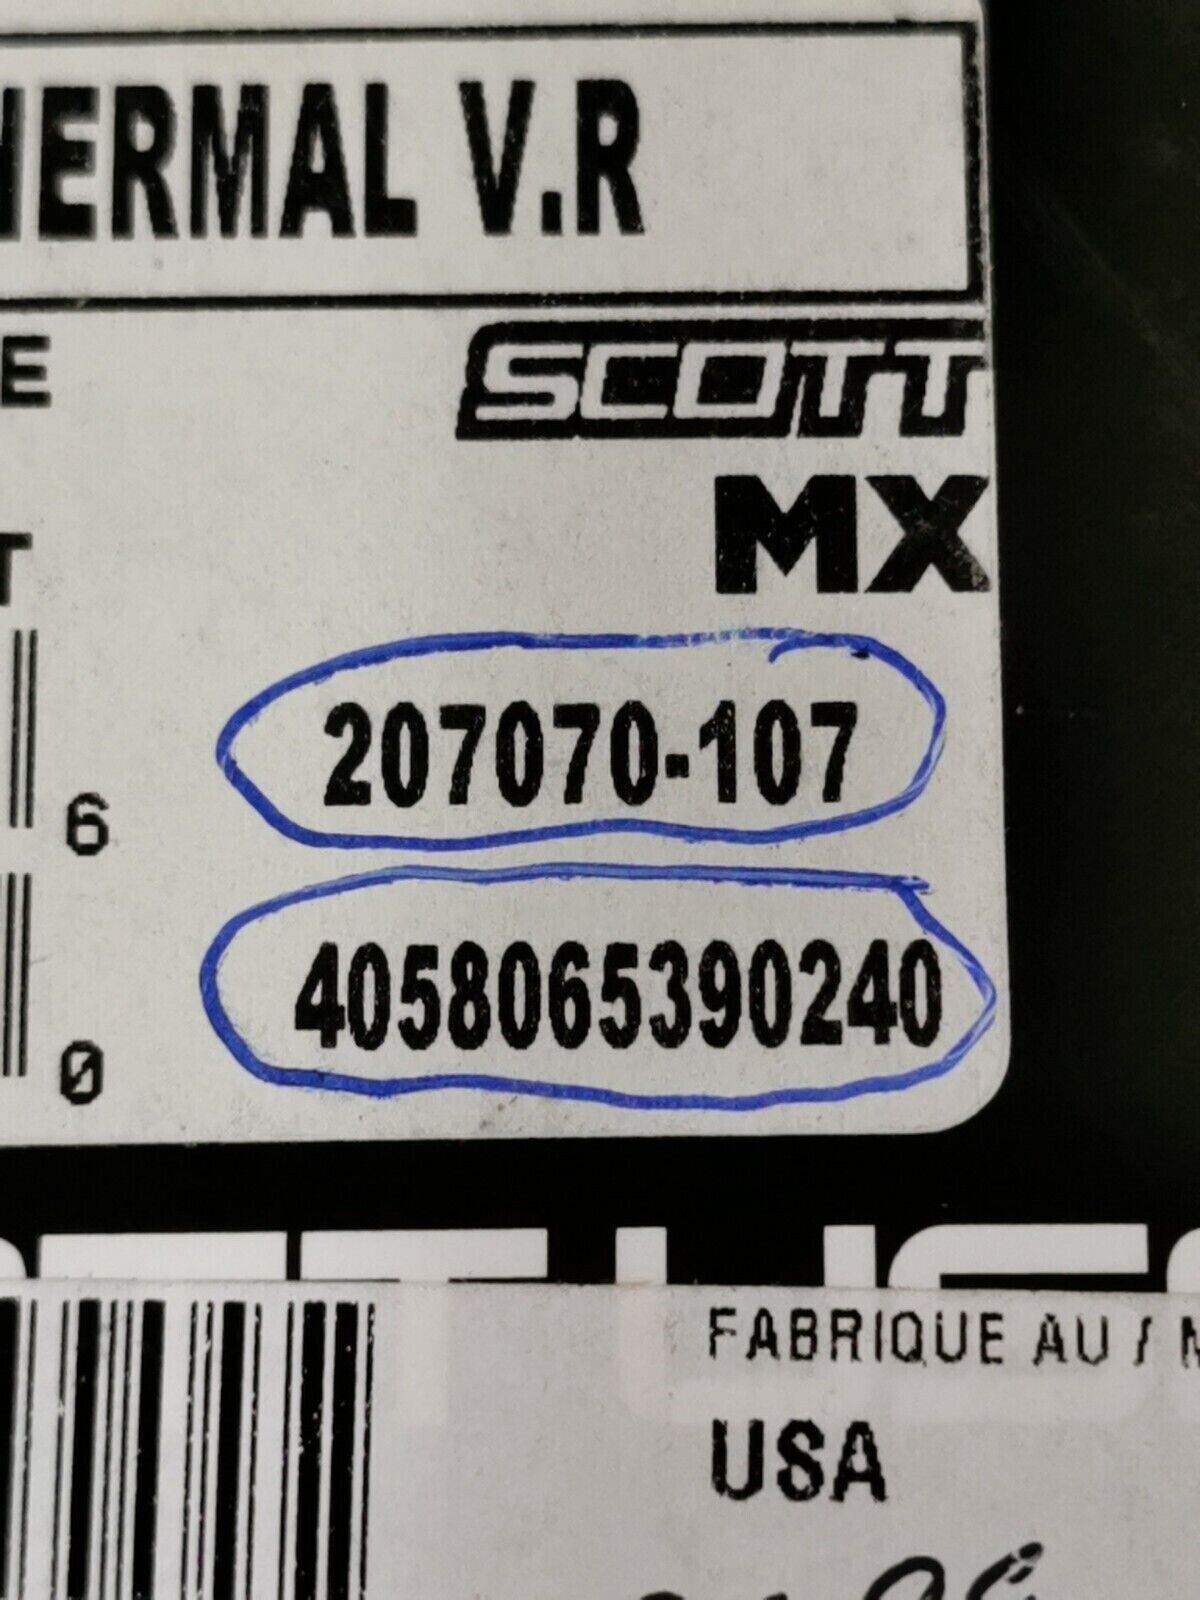 HERMAL V.R
E
SCOTT
MX
T
207070-107
6
4058065390240
0
FABRIQUE AU /
USA